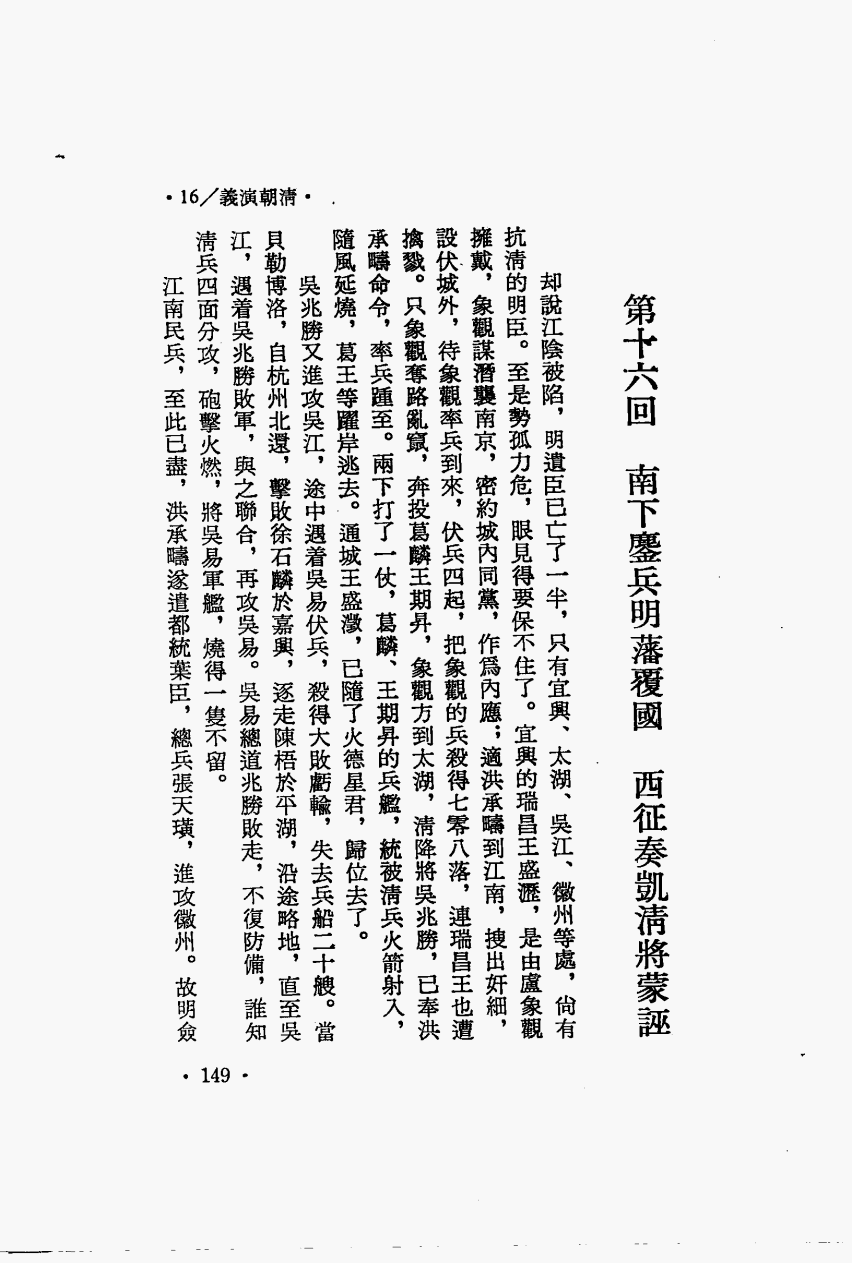 第十六回　南下鏖兵明藩覆國　西征奏凱清將蒙誣
却說江陰被陷，明遺臣已亡了一半，只有宜興、太湖、吳江、徽州等處，尚有
抗清的明臣。至是勢孤力危，眼見得要保不住了。宜興的瑞昌王盛瀝，是由盧象觀
擁戴，象觀謀潛襲南京，密約城內同黨，作爲內應；適洪承疇到江南，搜出奸細，
設伏城外，待象觀率兵到來，伏兵四起，把象觀的兵殺得七零八落，連瑞昌王也遭
擒戮。只象觀奪路亂竄，奔投葛麟王期昇，象觀方到太湖，清降將吳兆勝，已奉洪
承疇命令，率兵踵至。兩下打了一仗，葛麟、王期昇的兵艦，統被清兵火箭射入，
隨風延燒，葛王等躍岸逃去。通城王盛澂，已隨了火德星君，歸位去了。
吳兆勝又進攻吳江，途中遇着吳易伏兵，殺得大敗虧輸，失去兵船二十艘。當
貝勒博洛，自杭州北還，擊敗徐石麟於嘉興，逐走陳梧於平湖，沿途略地，直至吳
江，遇着吳兆勝敗軍，與之聯合，再攻吳易。吳易總道兆勝敗走，不復防備，誰知
清兵四面分攻，砲擊火燃，將吳易軍艦，燒得一隻不留。
江南民兵，至此已盡，洪承疇遂遣都統葉臣，總兵張天璜，進攻徽州。故明僉
·16／義演朝清·
·149·